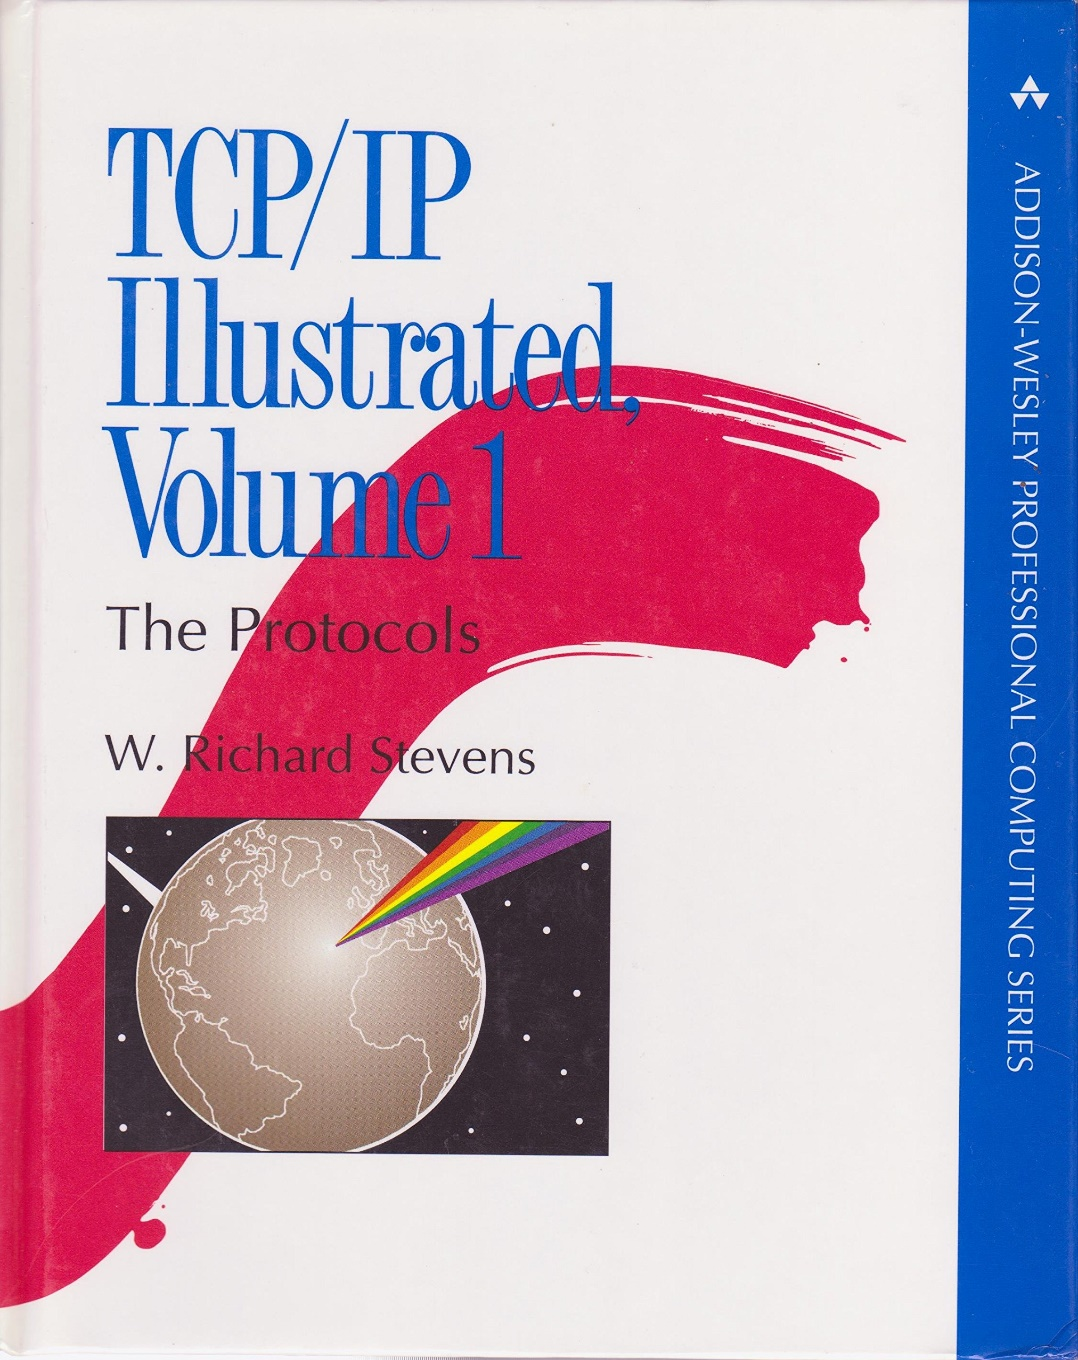 TCP/IP
Illustrated,
Volume 1
The Protocols
W. Richard Stevens
ADDISON-WESLEY PROFESSIONAL COMPUTING SERIES